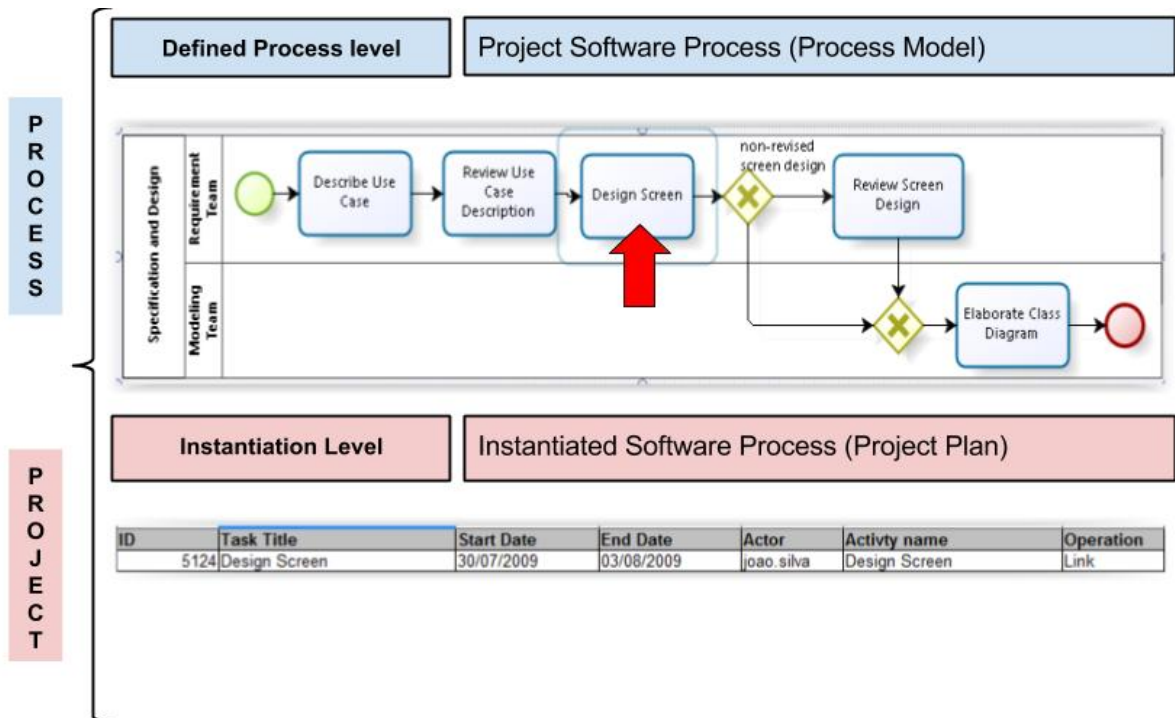 Defined Process level
Project Software Process (Process Model)
P
R
O
C
E
S
S
Specification and Design
Requirement
Team
Describe Use
Case
Review Use
Case
Description
Design Screen
non-revised
screen design
Review Screen
Design
Modeling
Team
Elaborate Class
Diagram
Instantiation Level
Instantiated Software Process (Project Plan)
P
R
O
J
E
C
T
ID Task Title Start Date End Date Actor Activty name Operation
5124 Design Screen 30/07/2009 03/08/2009 joao.silva Design Screen Link